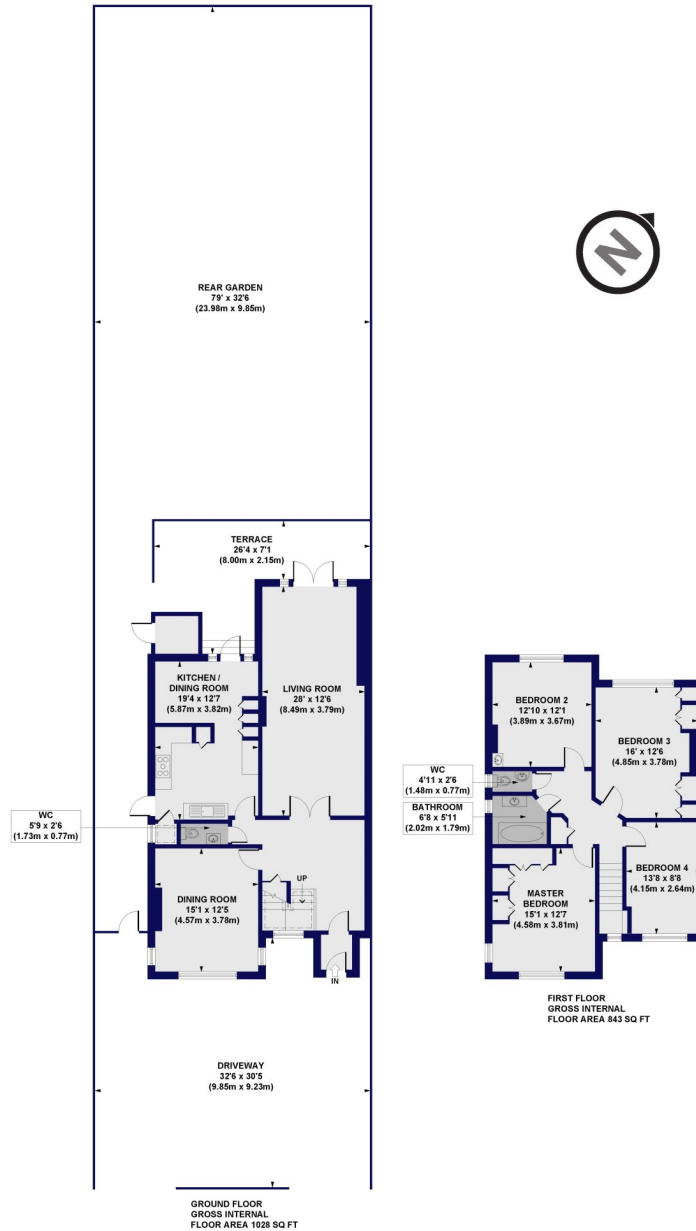 REAR GARDEN
79' x 32'6
(23.98m x 9.85m)
N
TERRACE
26'4 x 7'1
(8.00m x 2.15m)
KITCHEN /
DINING ROOM
19'4 x 12'7
(5.87m x 3.82m)
LIVING ROOM
28' x 12'6
(8.49m x 3.79m)
WC
5'9 x 2'6
(1.73m x 0.77m)
DINING ROOM
15'1 x 12'5
(4.57m x 3.78m)
UP
IN
DRIVEWAY
32'6 x 30'5
(9.85m x 9.23m)
GROUND FLOOR
GROSS INTERNAL
FLOOR AREA 1028 SQ FT
BEDROOM 2
12'10 x 12'1
(3.89m x 3.67m)
BEDROOM 3
16' x 12'6
(4.85m x 3.78m)
WC
4'11 x 2'6
(1.48m x 0.77m)
BATHROOM
6'8 x 5'11
(2.02m x 1.79m)
BEDROOM 4
13'8 x 8'8
(4.15m x 2.64m)
MASTER
BEDROOM
15'1 x 12'7
(4.58m x 3.81m)
FIRST FLOOR
GROSS INTERNAL
FLOOR AREA 843 SQ FT